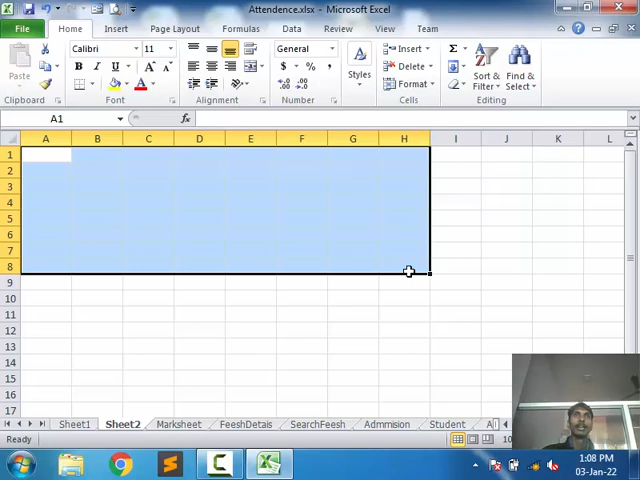 Attendence.xlsx - Microsoft Excel
File Home Insert Page Layout Formulas Data Review View Team
Paste
Calibri 11
B I U A
General
$ % ,
Styles
Insert
Delete
Format
Σ
Sort & Filter
Find & Select
Clipboard Font Alignment Number Cells Editing
A1 fx
A B C D E F G H I J K L
1
2
3
4
5
6
7
8
9
10
11
12
13
14
15
16
17
Sheet1 Sheet2 Marksheet FeeshDetais SearchFeesh Admmision Student
Ready 10
1:08 PM
03-Jan-22